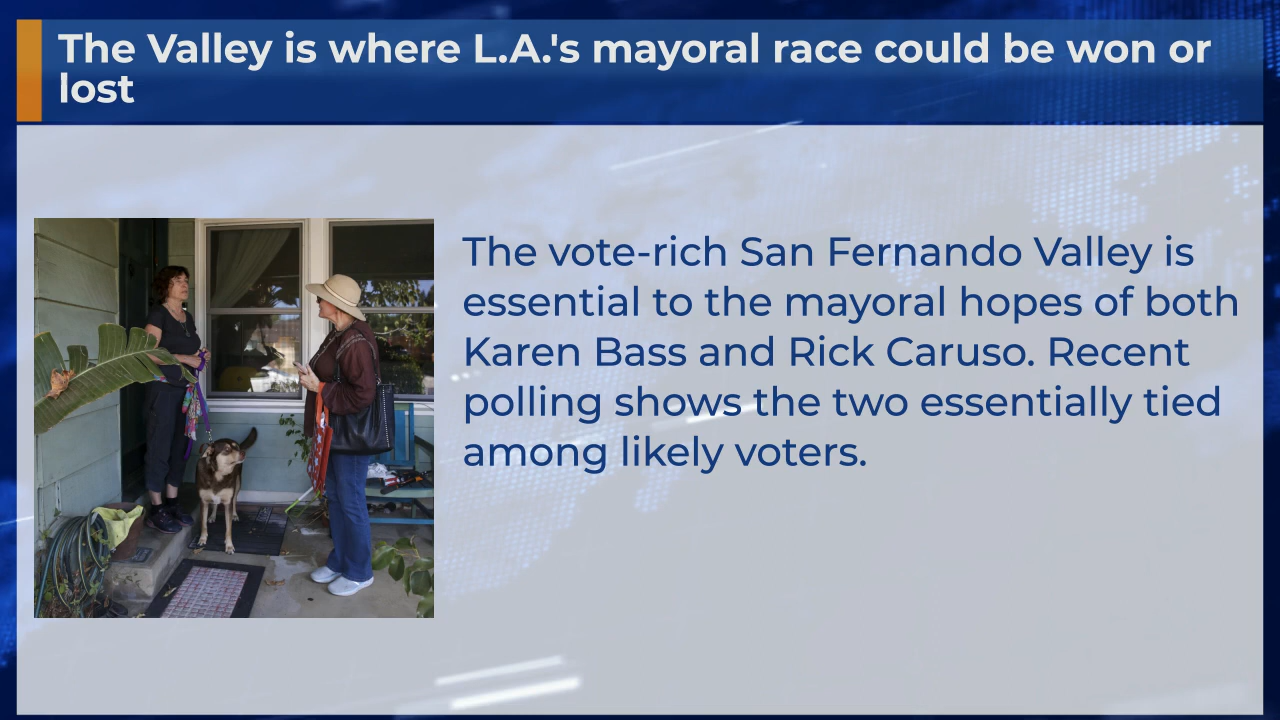 The Valley is where L.A.'s mayoral race could be won or
lost
The vote-rich San Fernando Valley is
essential to the mayoral hopes of both
Karen Bass and Rick Caruso. Recent
polling shows the two essentially tied
among likely voters.